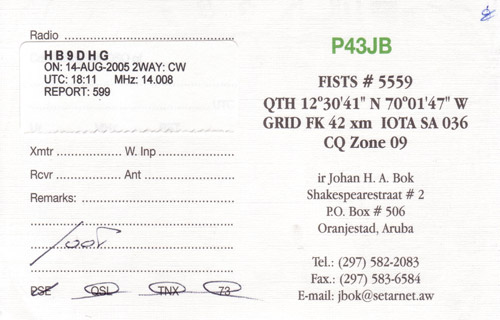 Radio
HB9DHG
ON: 14-AUG-2005 2WAY: CW
UTC: 18:11 MHz: 14.008
REPORT: 599
Xmtr .................... W. Inp ....................
Rcvr .................... Ant ....................
Remarks: ....................
PSE QSL TNX 73
P43JB
FISTS # 5559
QTH 12°30'41" N 70°01'47" W
GRID FK 42 xm IOTA SA 036
CQ Zone 09
ir Johan H. A. Bok
Shakespearestraat # 2
P.O. Box # 506
Oranjestad, Aruba
Tel.: (297) 582-2083
Fax.: (297) 583-6584
E-mail: jbok@setarnet.aw